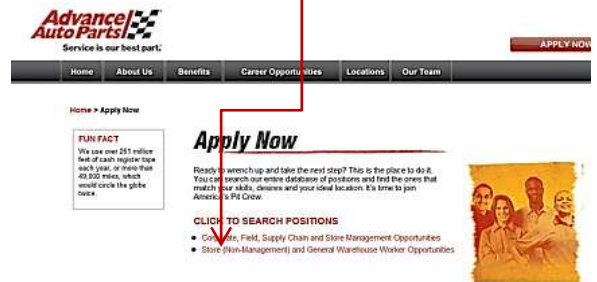 Advance
Auto Parts
Service is our best part.
APPLY NOW
Home About Us Benefits Career Opportunities Locations Our Team
Home > Apply Now
FUN FACT
We use over 251 million
feet of cash register tape
each year, or more than
49,000 miles, which
would circle the globe
twice.
Apply Now
Ready to wrench up and take the next step? This is the place to do it.
You can search our entire database of positions and find the ones that
match your skills, desires and your ideal location. It's time to join
America's Pit Crew.
CLICK TO SEARCH POSITIONS
Corporate, Field, Supply Chain and Store Management Opportunities
Store (Non-Management) and General Warehouse Worker Opportunities